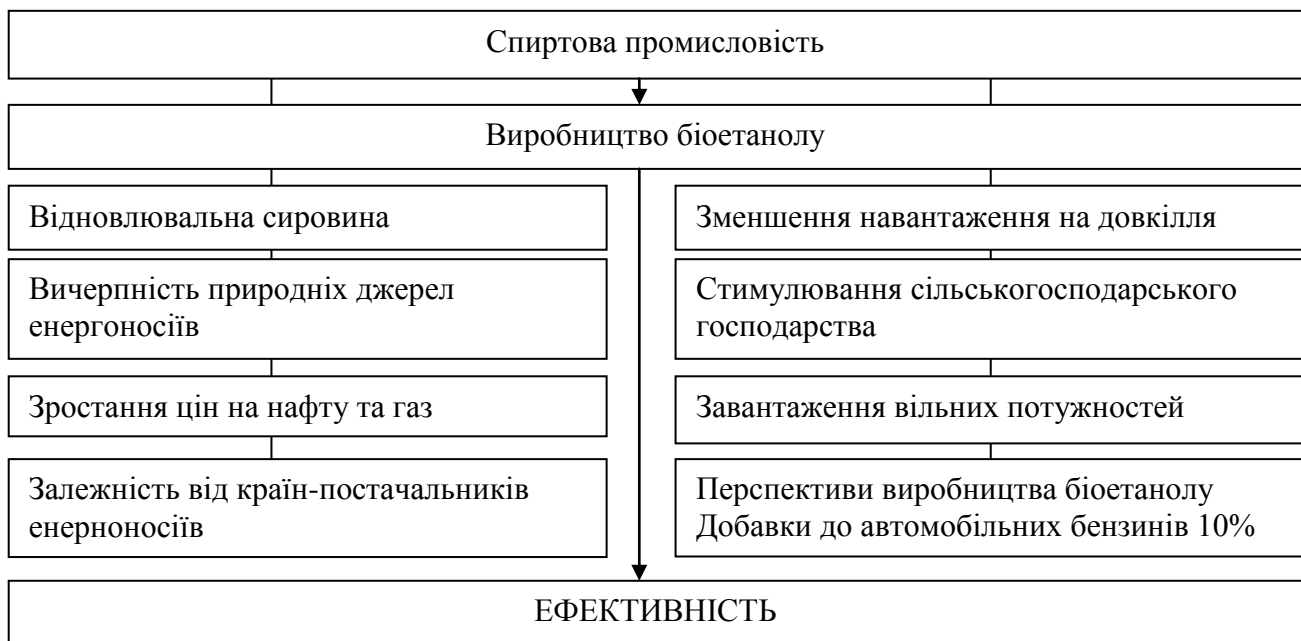 Спиртова промисловість
Виробництво біоетанолу
Відновлювальна сировина
Вичерпність природніх джерел
енергоносіїв
Зростання цін на нафту та газ
Залежність від країн-постачальників
енерноносіїв
Зменшення навантаження на довкілля
Стимулювання сільськогосподарського
господарства
Завантаження вільних потужностей
Перспективи виробництва біоетанолу
Добавки до автомобільних бензинів 10%
ЕФЕКТИВНІСТЬ